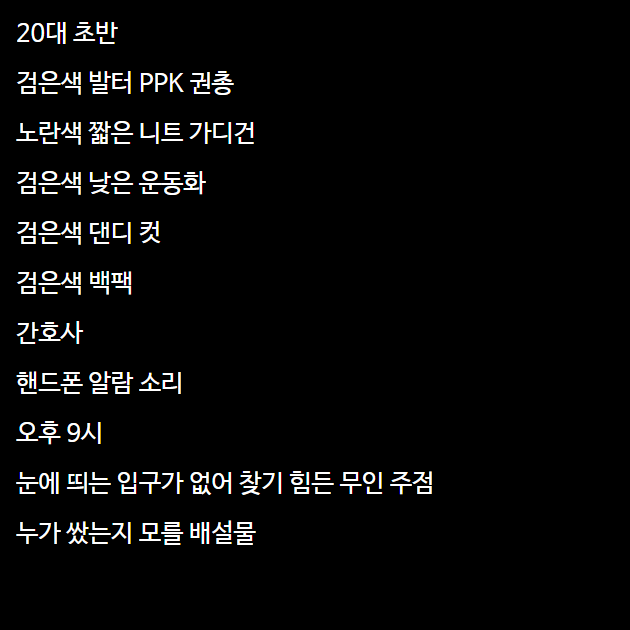 20대 초반
검은색 발터 PPK 권총
노란색 짧은 니트 가디건
검은색 낮은 운동화
검은색 댄디 컷
검은색 백팩
간호사
핸드폰 알람 소리
오후 9시
눈에 띄는 입구가 없어 찾기 힘든 무인 주점
누가 쌌는지 모를 배설물